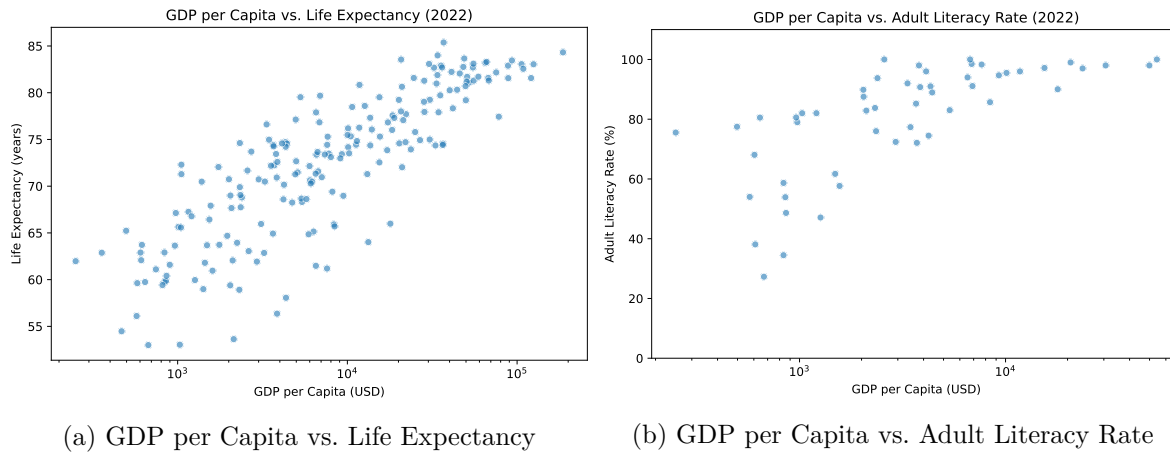 GDP per Capita vs. Life Expectancy (2022)
Life Expectancy (years)
85
80
75
70
65
60
55
10³
10⁴
10⁵
GDP per Capita (USD)
(a) GDP per Capita vs. Life Expectancy
GDP per Capita vs. Adult Literacy Rate (2022)
Adult Literacy Rate (%)
100
80
60
40
20
0
10³
10⁴
GDP per Capita (USD)
(b) GDP per Capita vs. Adult Literacy Rate